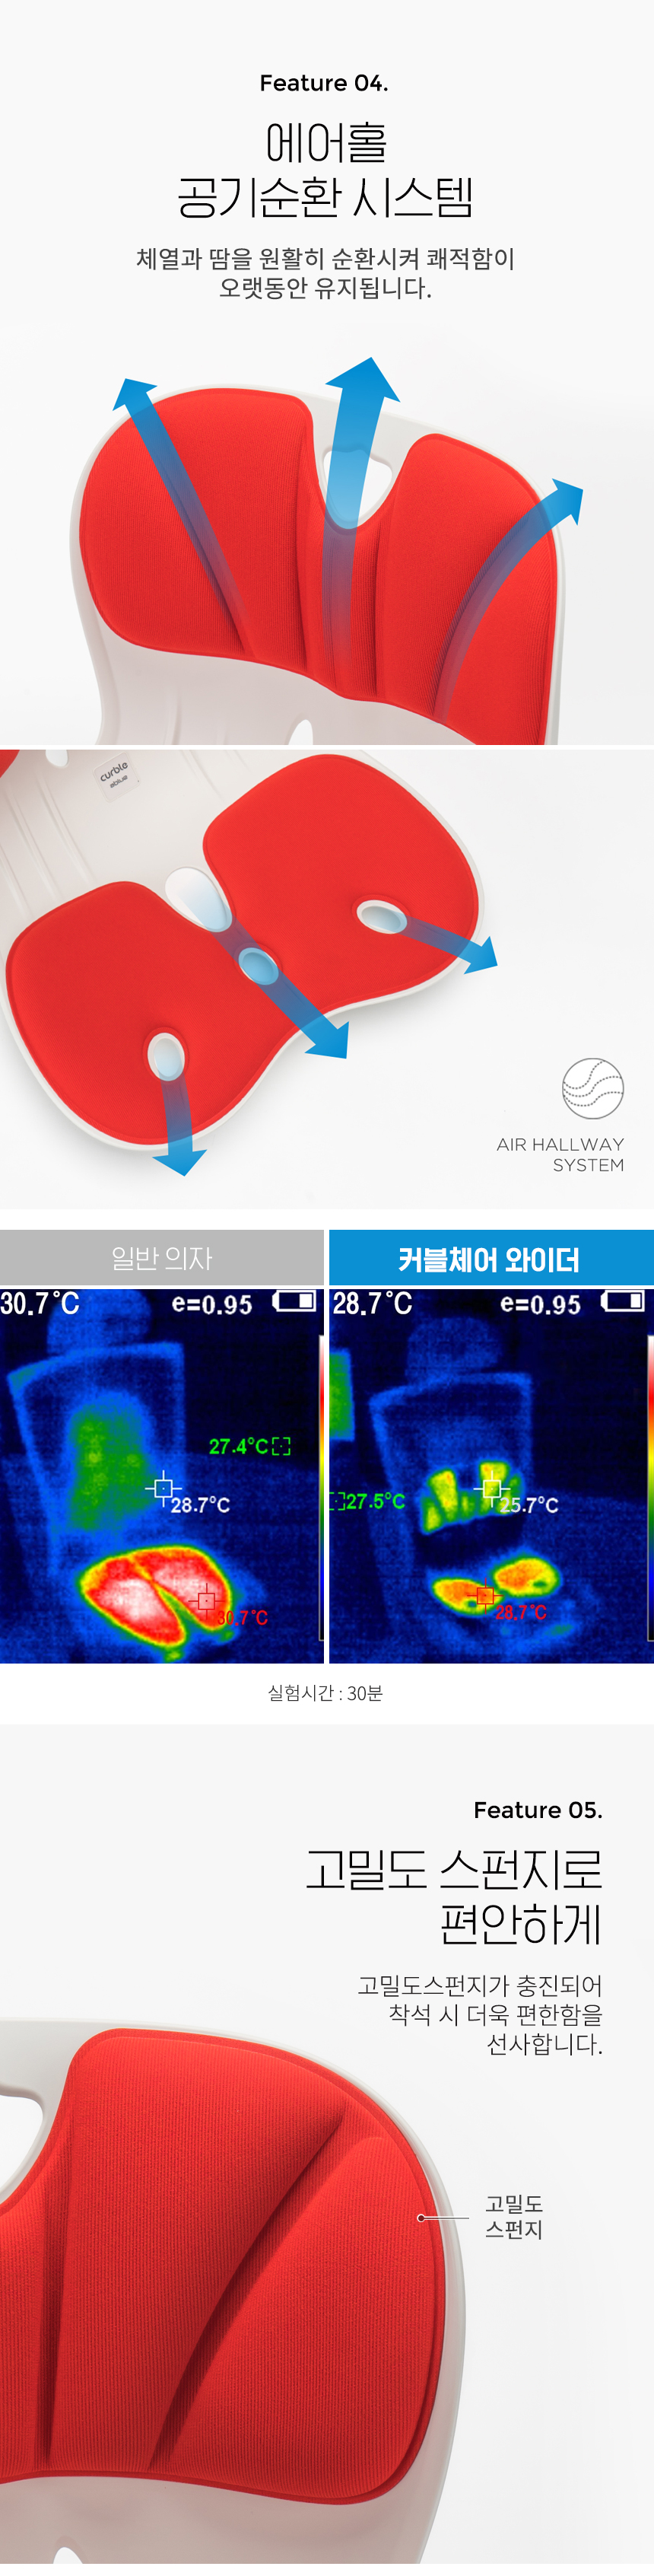 Feature 04.
에어홀
공기순환 시스템
체열과 땀을 원활히 순환시켜 쾌적함이
오랫동안 유지됩니다.
curble
AIR HALLWAY
SYSTEM
일반 의자
커블체어 와이더
30.7°C e=0.95
27.4°C
28.7°C
30.7°C
28.7°C e=0.95
27.5°C
25.7°C
28.7°C
실험시간 : 30분
Feature 05.
고밀도 스펀지로
편안하게
고밀도스펀지가 충진되어
착석 시 더욱 편한함을
선사합니다.
고밀도
스펀지